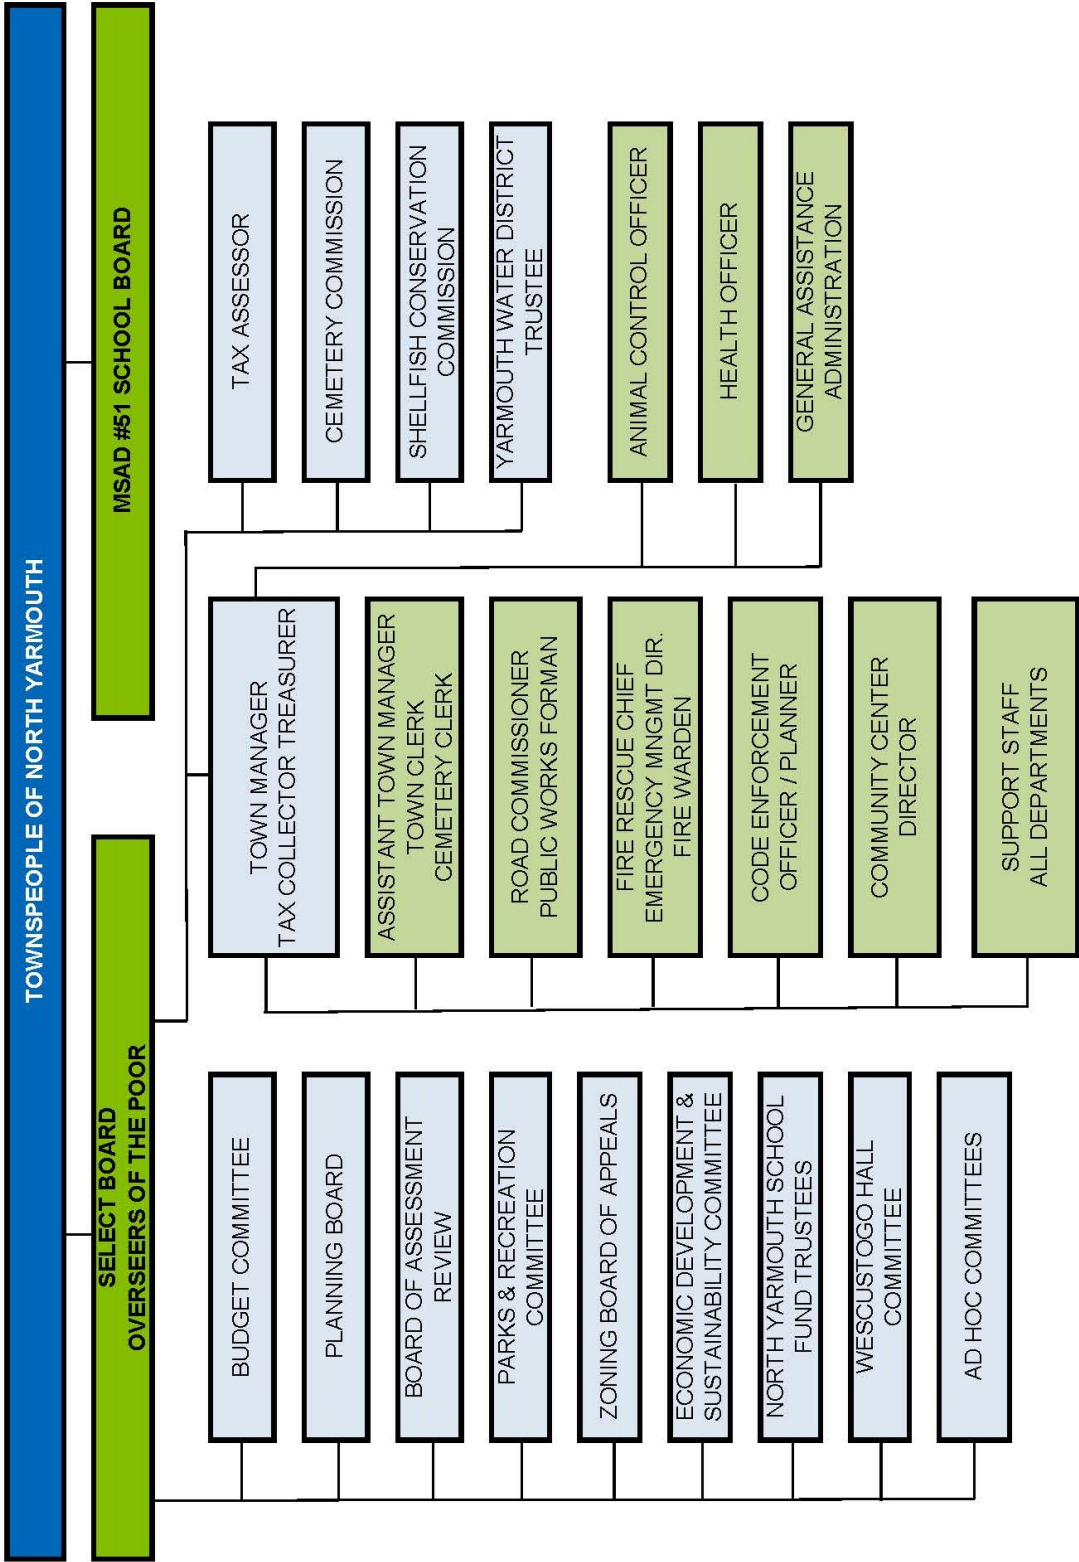 TOWNSPEOPLE OF NORTH YARMOUTH
SELECT BOARD
OVERSEERS OF THE POOR
MSAD #51 SCHOOL BOARD
BUDGET COMMITTEE
PLANNING BOARD
BOARD OF ASSESSMENT
REVIEW
PARKS & RECREATION
COMMITTEE
ZONING BOARD OF APPEALS
ECONOMIC DEVELOPMENT &
SUSTAINABILITY COMMITTEE
NORTH YARMOUTH SCHOOL
FUND TRUSTEES
WESCUSTOGO HALL
COMMITTEE
AD HOC COMMITTEES
TOWN MANAGER
TAX COLLECTOR TREASURER
ASSISTANT TOWN MANAGER
TOWN CLERK
CEMETERY CLERK
ROAD COMMISSIONER
PUBLIC WORKS FORMAN
FIRE RESCUE CHIEF
EMERGENCY MNGMT DIR.
FIRE WARDEN
CODE ENFORCEMENT
OFFICER / PLANNER
COMMUNITY CENTER
DIRECTOR
SUPPORT STAFF
ALL DEPARTMENTS
TAX ASSESSOR
CEMETERY COMMISSION
SHELLFISH CONSERVATION
COMMISSION
YARMOUTH WATER DISTRICT
TRUSTEE
ANIMAL CONTROL OFFICER
HEALTH OFFICER
GENERAL ASSISTANCE
ADMINISTRATION